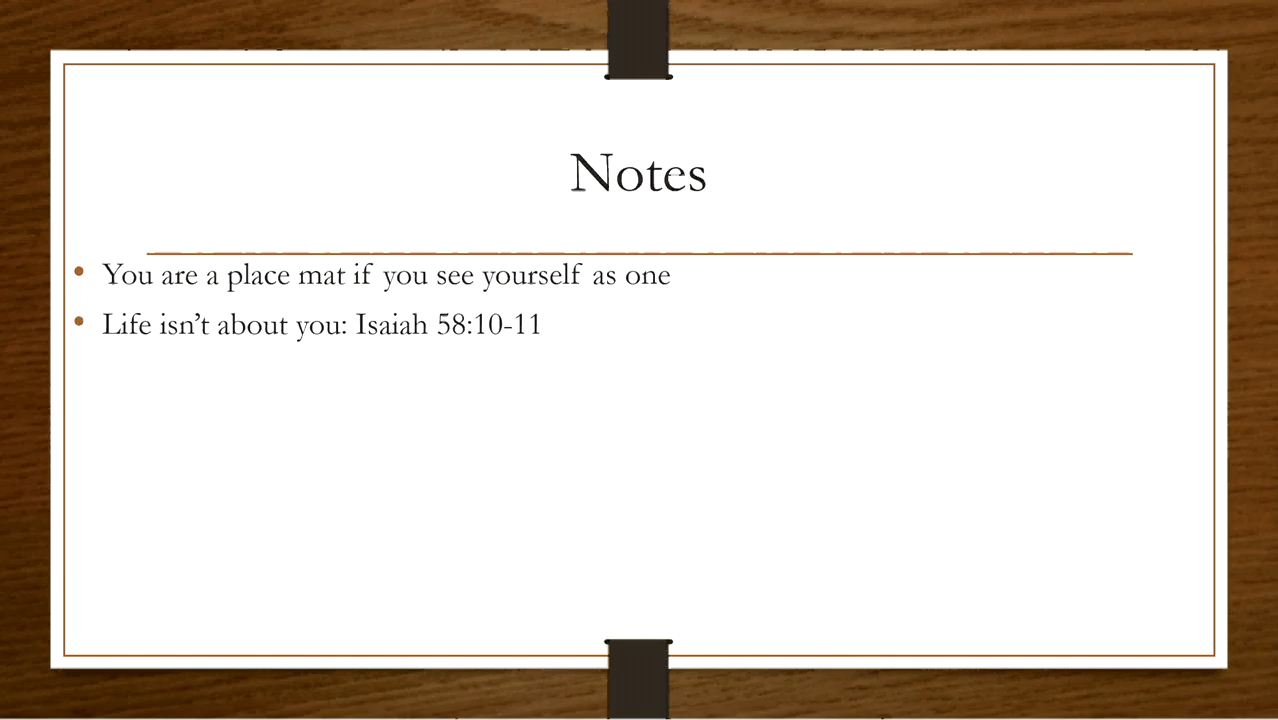 Notes
• You are a place mat if you see yourself as one
• Life isn’t about you: Isaiah 58:10-11